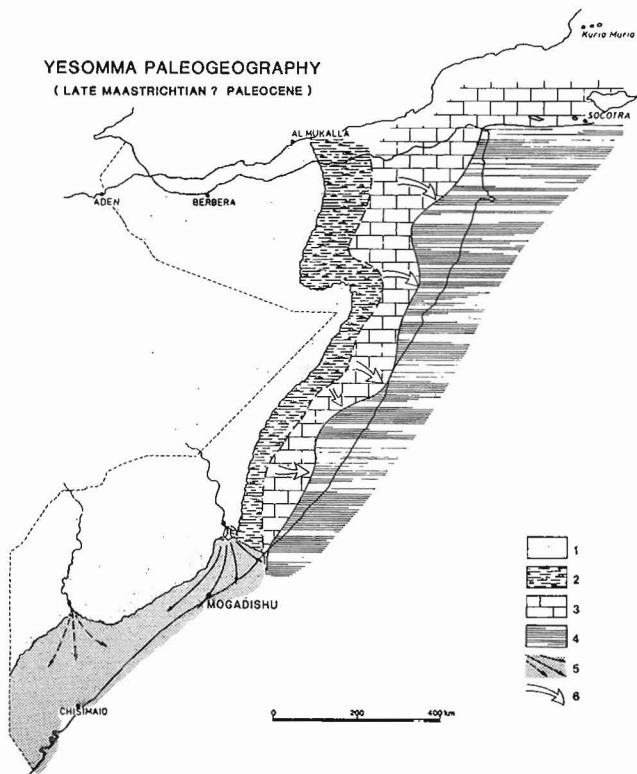 Kuria Muria
YESOMMA PALEOGEOGRAPHY
( LATE MAASTRICHTIAN ? PALEOCENE )
SOCOTRA
AL MUKALLA
ADEN
BERBERA
1
2
3
4
5
6
MOGADISHU
CHISIMAIO
0 200 400 km